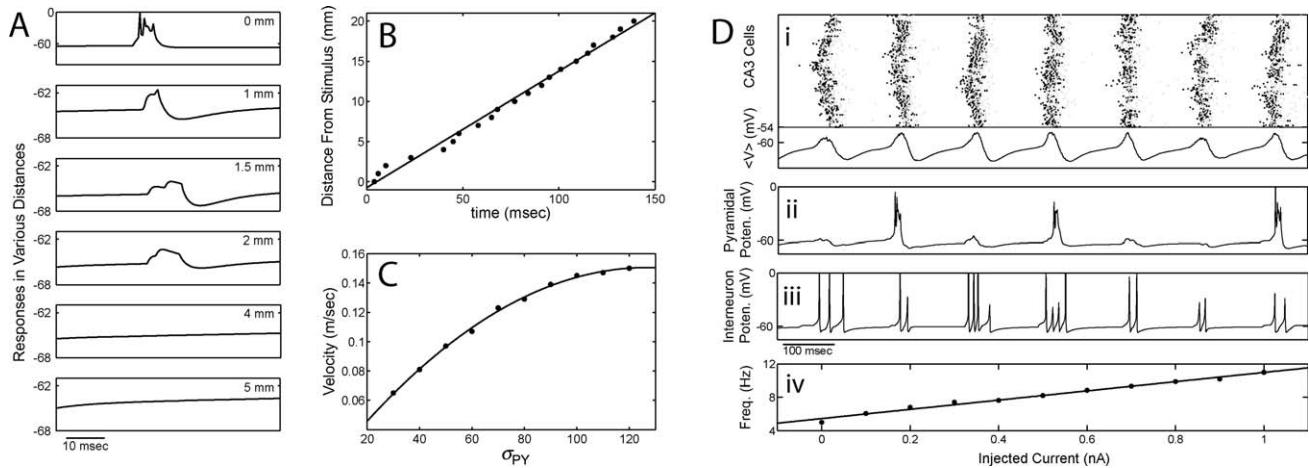 A
Responses in Various Distances
0
-60
0 mm
-62
-68
1 mm
-62
-68
1.5 mm
-62
-68
2 mm
-62
-68
4 mm
-62
-68
5 mm
10 msec
B
Distance From Stimulus (mm)
20
15
10
5
0
0 50 100 150
time (msec)
C
Velocity (m/sec)
0.16
0.14
0.12
0.1
0.08
0.06
20 40 60 80 100 120
σPY
D
i
CA3 Cells
<V> (mV)
-54
-60
ii
Pyramidal Poten. (mV)
0
-60
iii
Interneuron Poten. (mV)
0
-60
100 msec
iv
Freq. (Hz)
12
8
4
0 0.2 0.4 0.6 0.8 1
Injected Current (nA)